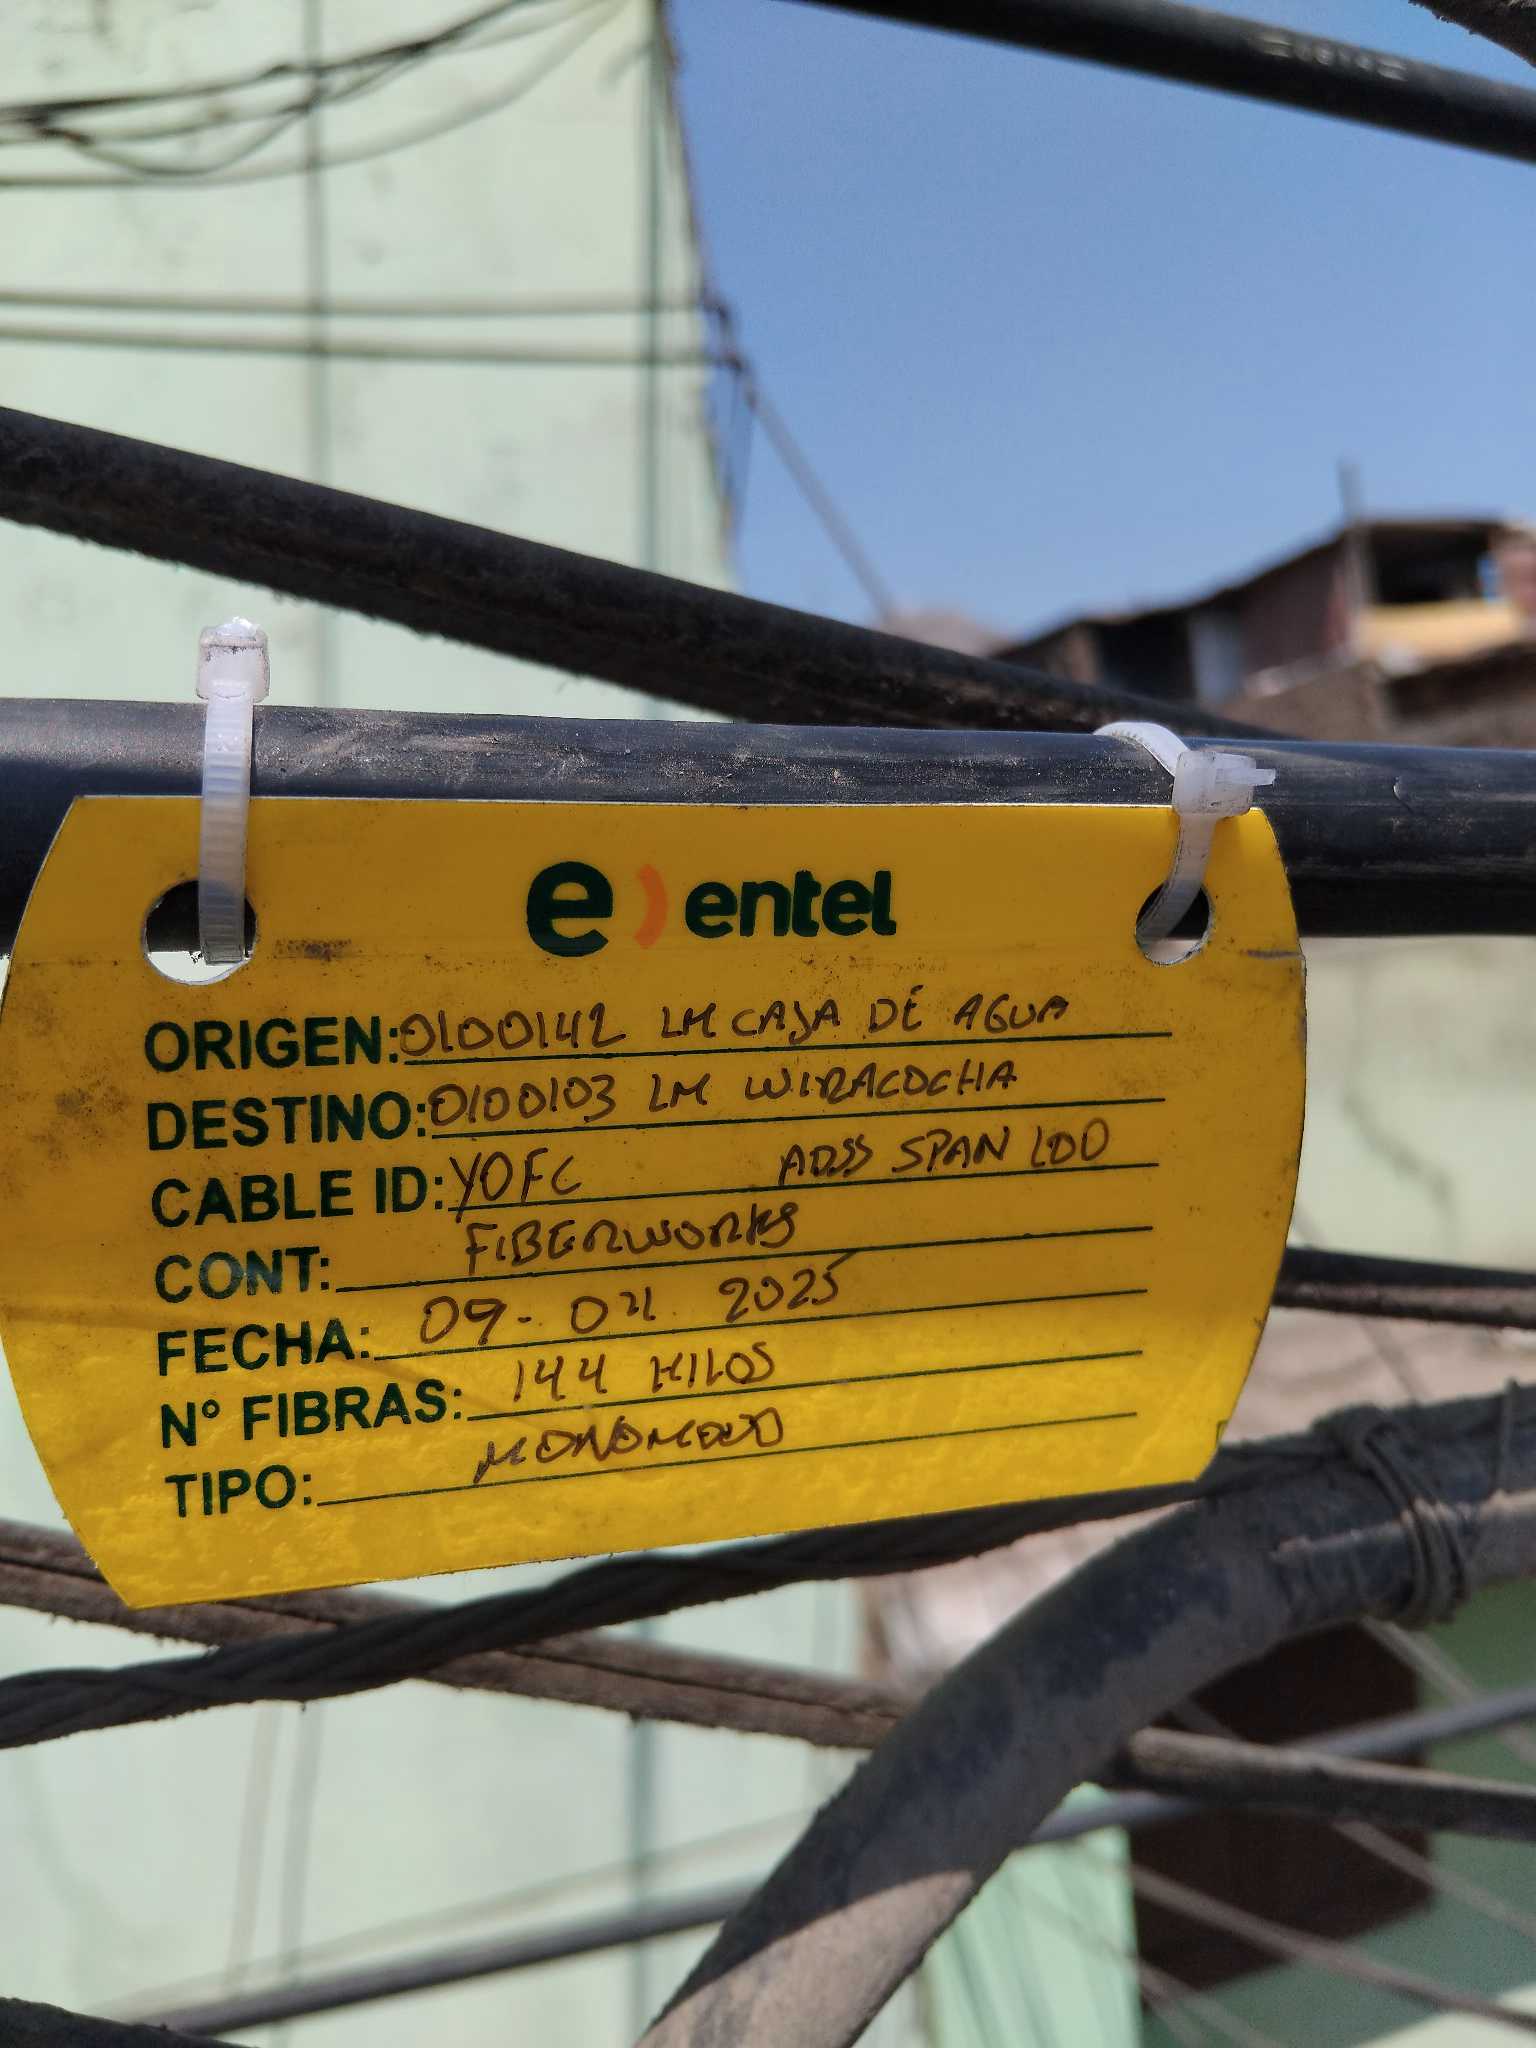 e) entel
ORIGEN: 0100142 LM CAJA DE AGUA
DESTINO: 0100103 LM WIRACOCHA
CABLE ID: YOFC ADSS SPAN 100
CONT: FIBERWORKS
FECHA: 09-04-2025
N° FIBRAS: 144 HILOS
TIPO: MONOMODO